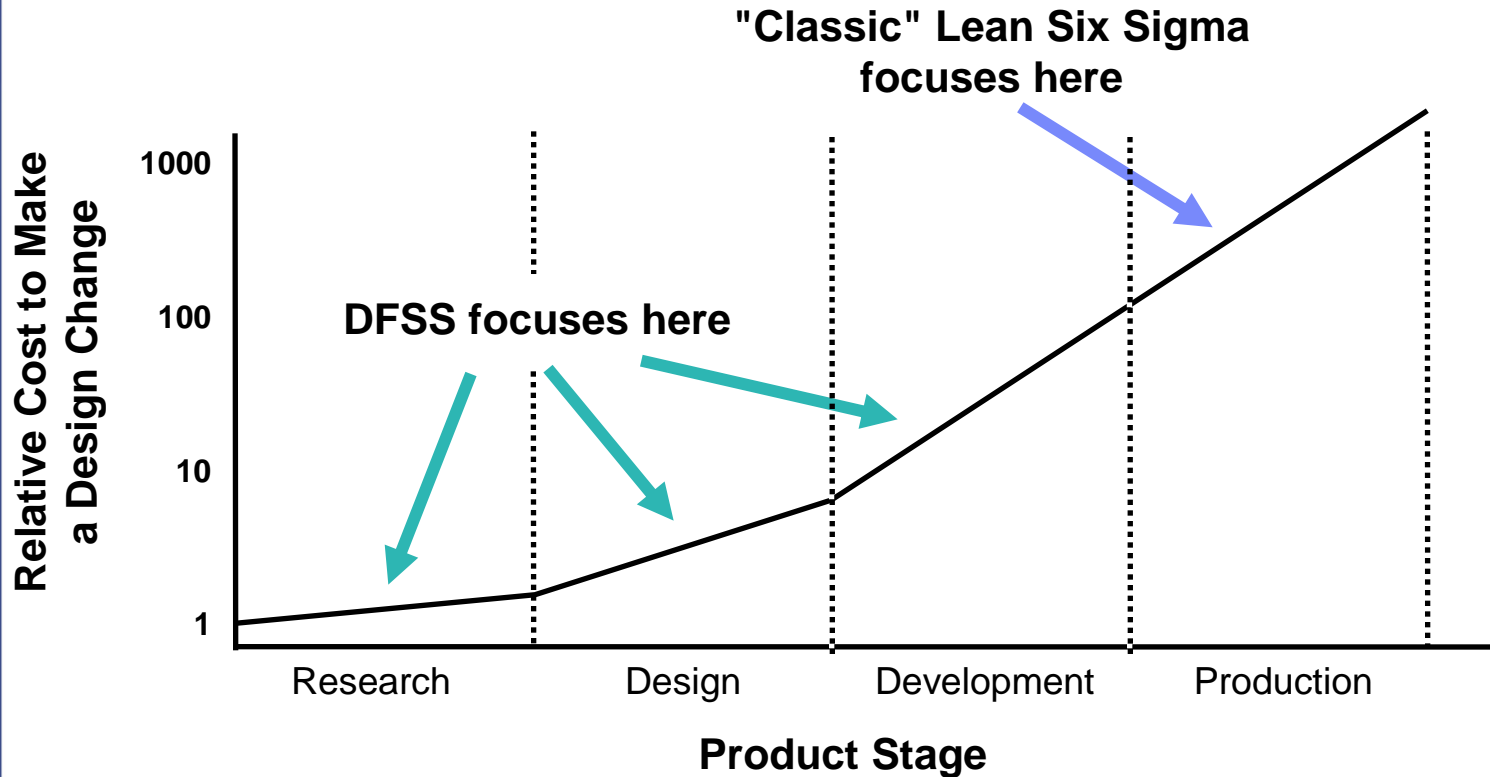 "Classic" Lean Six Sigma
focuses here
Relative Cost to Make
a Design Change
1000
100
10
1
DFSS focuses here
Research
Design
Development
Production
Product Stage